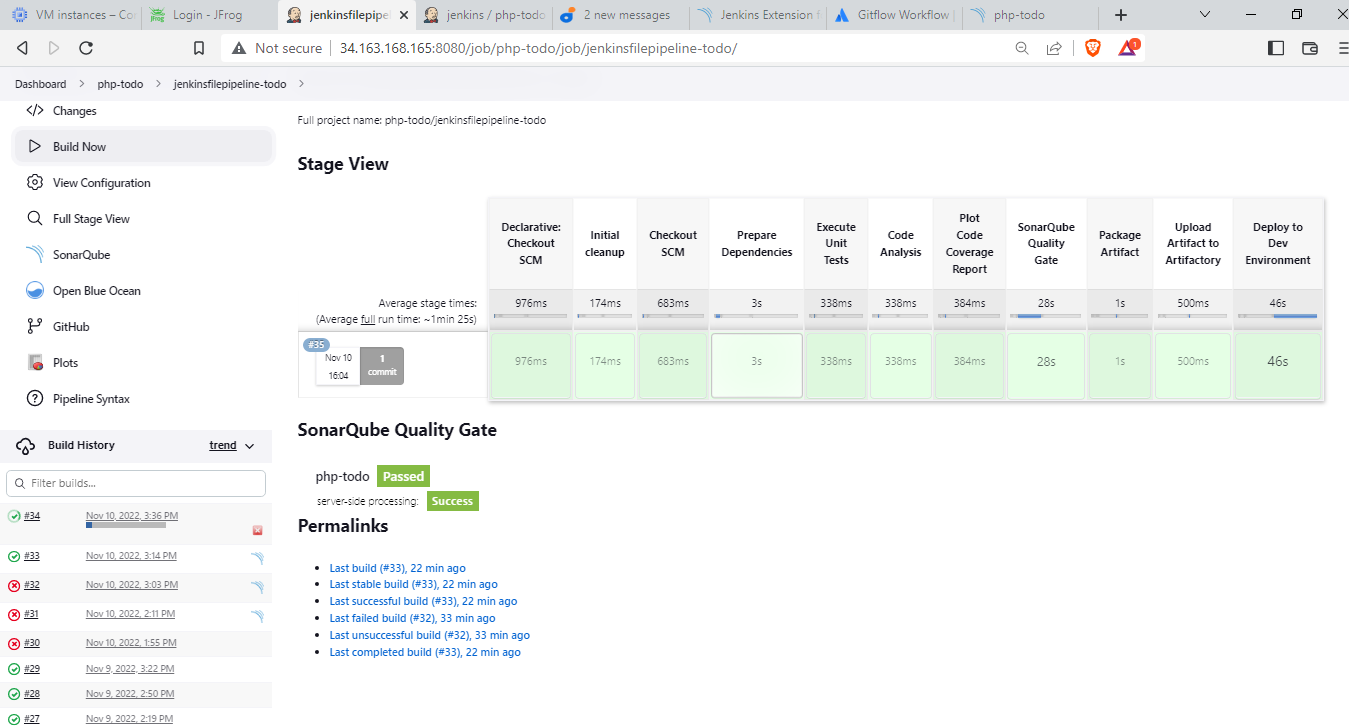 VM instances – Co
Login - JFrog
jenkinsfilepipel
jenkins / php-todo
2 new messages
Jenkins Extension f
Gitflow Workflow
php-todo
Not secure
34.163.168.165:8080/job/php-todo/job/jenkinsfilepipeline-todo/
1
Dashboard
php-todo
jenkinsfilepipeline-todo
Changes
Build Now
View Configuration
Full Stage View
SonarQube
Open Blue Ocean
GitHub
Plots
Pipeline Syntax
Build History
trend
Filter builds...
#34 Nov 10, 2022, 3:36 PM
#33 Nov 10, 2022, 3:14 PM
#32 Nov 10, 2022, 3:03 PM
#31 Nov 10, 2022, 2:11 PM
#30 Nov 10, 2022, 1:55 PM
#29 Nov 9, 2022, 3:22 PM
#28 Nov 9, 2022, 2:50 PM
#27 Nov 9, 2022, 2:19 PM
Full project name: php-todo/jenkinsfilepipeline-todo
Stage View
Declarative:
Checkout
SCM
Initial
cleanup
Checkout
SCM
Prepare
Dependencies
Execute
Unit
Tests
Code
Analysis
Plot
Code
Coverage
Report
SonarQube
Quality
Gate
Package
Artifact
Upload
Artifact to
Artifactory
Deploy to
Dev
Environment
Average stage times:
(Average full run time: ~1min 25s)
976ms 174ms 683ms 3s 338ms 338ms 384ms 28s 1s 500ms 46s
#35
Nov 10
16:04
1
commit
976ms 174ms 683ms 3s 338ms 338ms 384ms 28s 1s 500ms 46s
SonarQube Quality Gate
php-todo Passed
server-side processing: Success
Permalinks
Last build (#33), 22 min ago
Last stable build (#33), 22 min ago
Last successful build (#33), 22 min ago
Last failed build (#32), 33 min ago
Last unsuccessful build (#32), 33 min ago
Last completed build (#33), 22 min ago